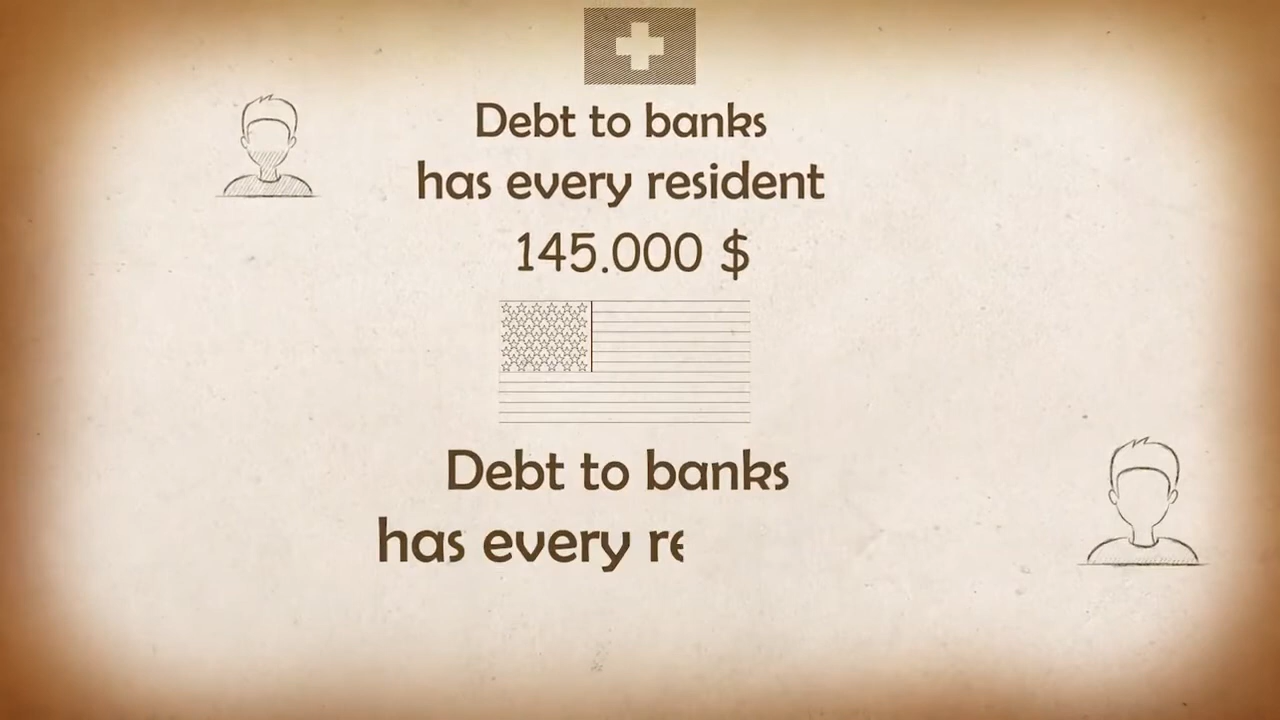 Debt to banks
has every resident
145.000 $
Debt to banks
has every re